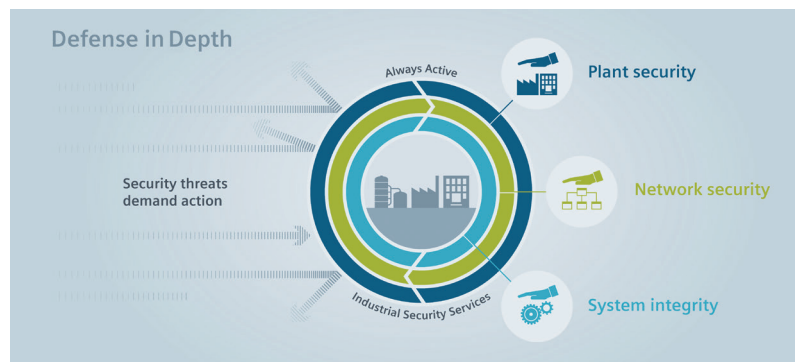 Defense in Depth
Always Active
Plant security
Security threats
demand action
Network security
System integrity
Industrial Security Services